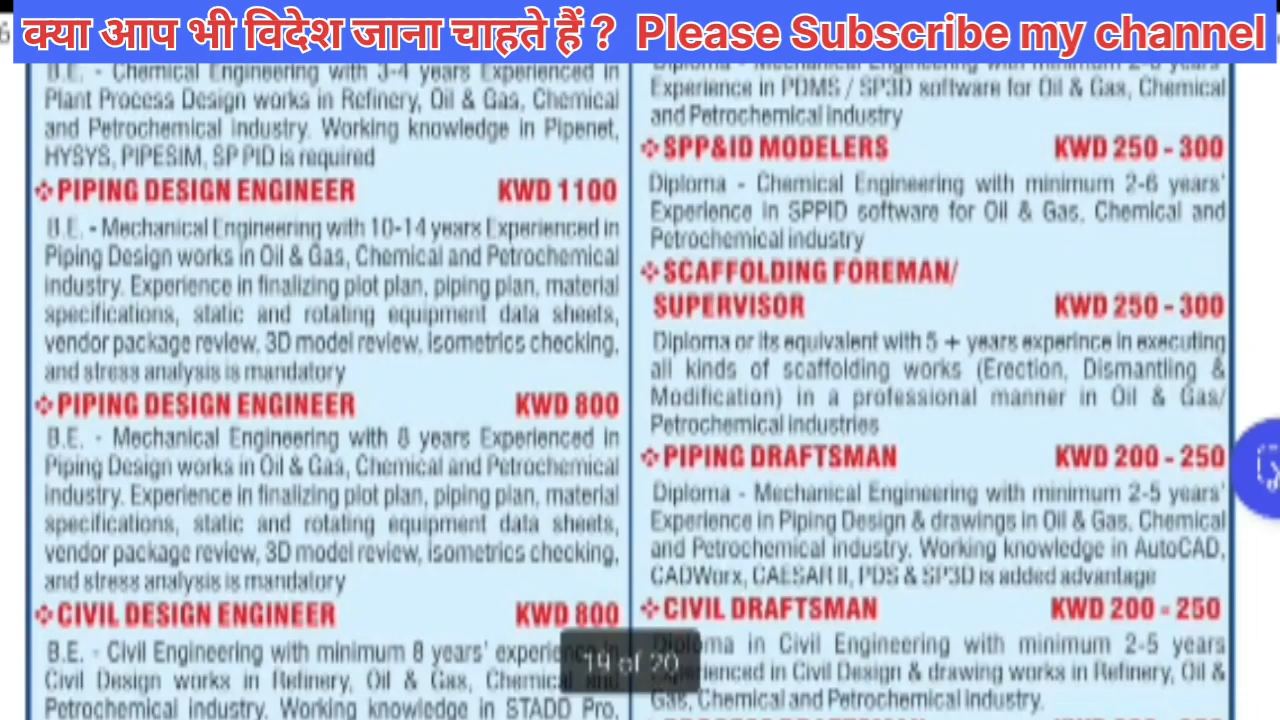 क्या आप भी विदेश जाना चाहते हैं ? Please Subscribe my channel
B.E. - Chemical Engineering with 3-4 years Experienced in
Plant Process Design works in Refinery, Oil & Gas, Chemical
and Petrochemical industry. Working knowledge in Pipenet,
HYSYS, PIPESIM, SP PID is required
PIPING DESIGN ENGINEER KWD 1100
B.E. - Mechanical Engineering with 10-14 years Experienced in
Piping Design works in Oil & Gas, Chemical and Petrochemical
industry. Experience in finalizing plot plan, piping plan, material
specifications, static and rotating equipment data sheets,
vendor package review, 3D model review, isometrics checking,
and stress analysis is mandatory
PIPING DESIGN ENGINEER KWD 800
B.E. - Mechanical Engineering with 8 years Experienced in
Piping Design works in Oil & Gas, Chemical and Petrochemical
industry. Experience in finalizing plot plan, piping plan, material
specifications, static and rotating equipment data sheets,
vendor package review, 3D model review, isometrics checking,
and stress analysis is mandatory
CIVIL DESIGN ENGINEER KWD 800
B.E. - Civil Engineering with minimum 8 years' experience in
Civil Design works in Refinery, Oil & Gas, Chemical and
Petrochemical industry. Working knowledge in STADD Pro,
Diploma - Mechanical Engineering with minimum years'
Experience in PDMS / SP3D software for Oil & Gas, Chemical
and Petrochemical industry
SPP&ID MODELERS KWD 250 - 300
Diploma - Chemical Engineering with minimum 2-6 years'
Experience in SPPID software for Oil & Gas, Chemical and
Petrochemical industry
SCAFFOLDING FOREMAN/
SUPERVISOR KWD 250 - 300
Diploma or its equivalent with 5 + years experince in executing
all kinds of scaffolding works (Erection, Dismantling &
Modification) in a professional manner in Oil & Gas/
Petrochemical industries
PIPING DRAFTSMAN KWD 200 - 250
Diploma - Mechanical Engineering with minimum 2-5 years'
Experience in Piping Design & drawings in Oil & Gas, Chemical
and Petrochemical industry. Working knowledge in AutoCAD,
CADWorx, CAESAR II, PDS & SP3D is added advantage
CIVIL DRAFTSMAN KWD 200 - 250
Diploma in Civil Engineering with minimum 2-5 years
Experienced in Civil Design & drawing works in Refinery, Oil &
Gas, Chemical and Petrochemical industry.
19 of 20